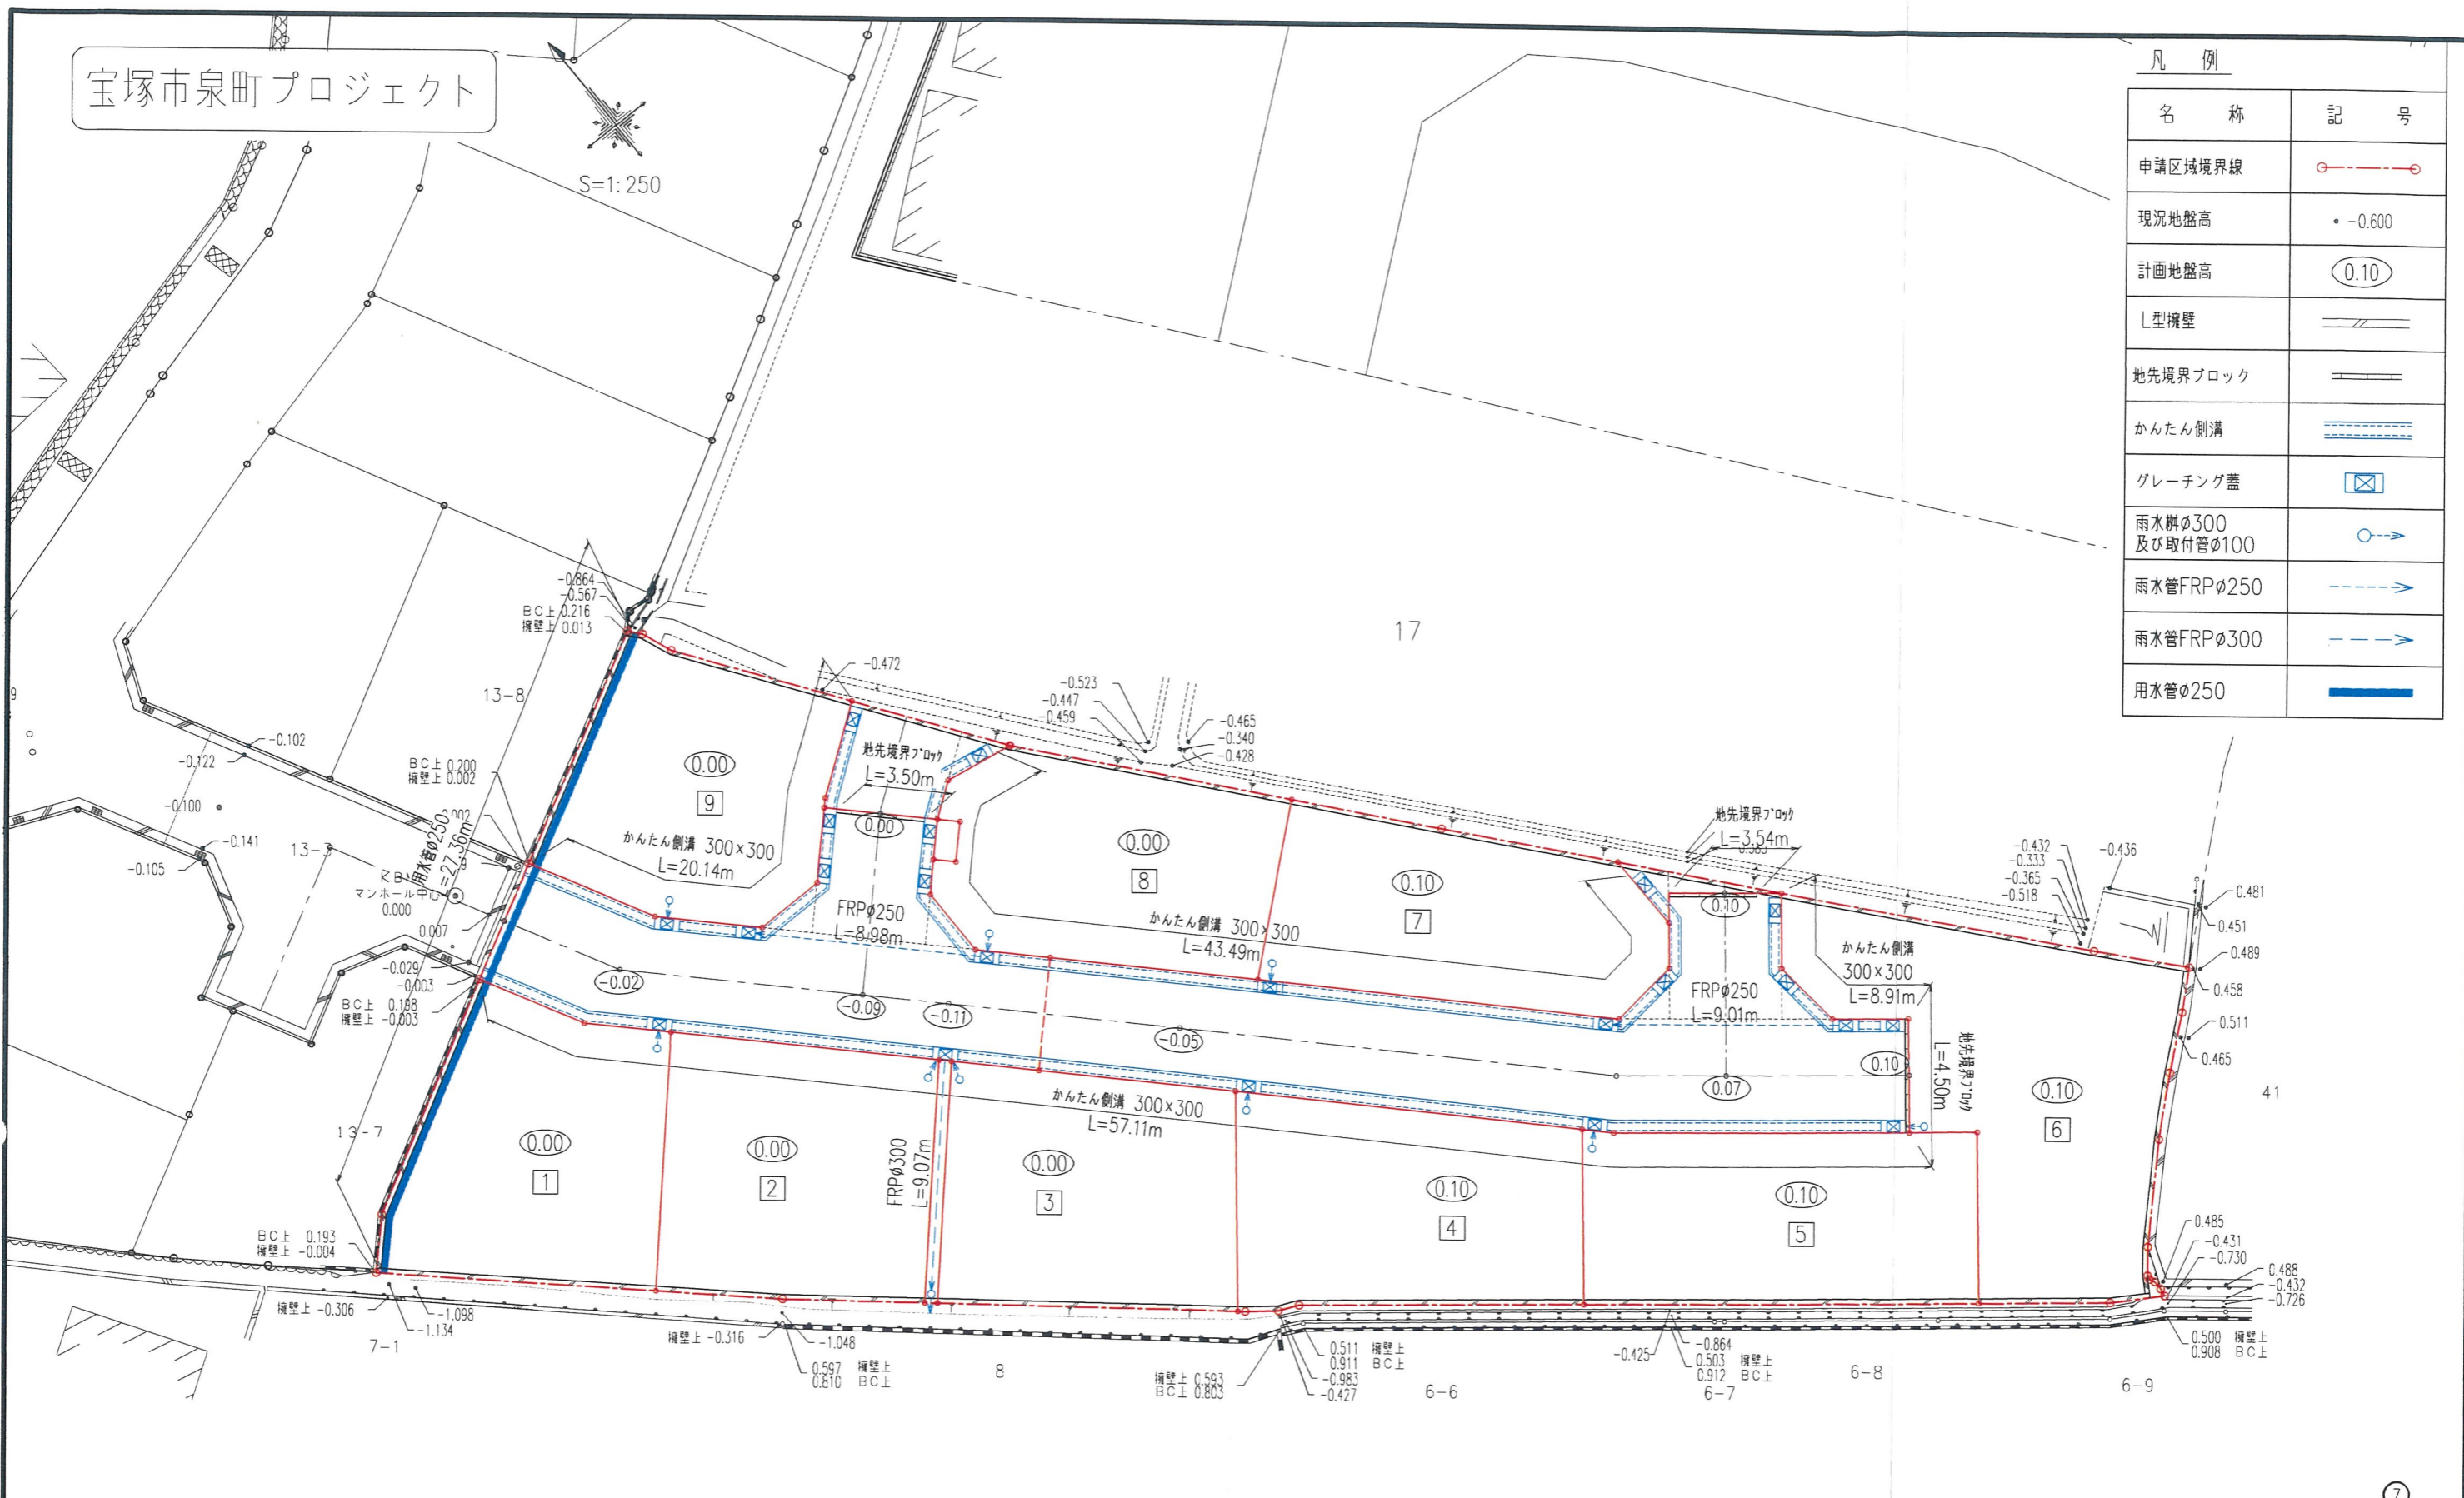 宝塚市泉町プロジェクト
S=1:250
凡 例
名 称 記 号
申請区域境界線
現況地盤高 -0.600
計画地盤高 0.10
L型擁壁
地先境界ブロック
かんたん側溝
グレーチング蓋
雨水桝φ300
及び取付管φ100
雨水管FRPφ250
雨水管FRPφ300
用水管φ250
17
-0.864
-0.567
BC上 0.216
擁壁上 0.013
13-8
-0.472
-0.523
-0.447
-0.459
-0.465
-0.340
-0.428
-0.102
-0.122
-0.100
-0.141
-0.105
BC上 0.200
擁壁上 0.002
用水管φ250
=27.36m
マンホール中心
0.000
0.007
-0.029
-0.003
BC上 0.198
擁壁上 -0.003
0.00
9
かんたん側溝 300×300
L=20.14m
地先境界ブロック
L=3.50m
0.00
FRPφ250
L=8.98m
0.00
8
かんたん側溝 300×300
L=43.49m
0.10
7
地先境界ブロック
L=3.54m
0.10
FRPφ250
L=9.01m
かんたん側溝
300×300
L=8.91m
-0.432
-0.333
-0.365
-0.518
-0.436
0.481
0.451
0.489
0.458
0.511
0.465
41
-0.02
-0.09
-0.11
-0.05
0.07
0.10
地先境界ブロック
L=4.50m
0.10
6
かんたん側溝 300×300
L=57.11m
13-7
0.00
1
0.00
2
FRPφ300
L=9.07m
0.00
3
0.10
4
0.10
5
BC上 0.193
擁壁上 -0.004
擁壁上 -0.306
-1.098
-1.134
7-1
擁壁上 -0.316
-1.048
0.597 擁壁上
0.810 BC上
8
擁壁上 0.593
BC上 0.803
0.511 擁壁上
0.911 BC上
-0.983
-0.427
6-6
-0.425
-0.864
0.503 擁壁上
0.912 BC上
6-7
6-8
6-9
0.485
-0.431
-0.730
0.488
-0.432
-0.726
0.500 擁壁上
0.908 BC上
7